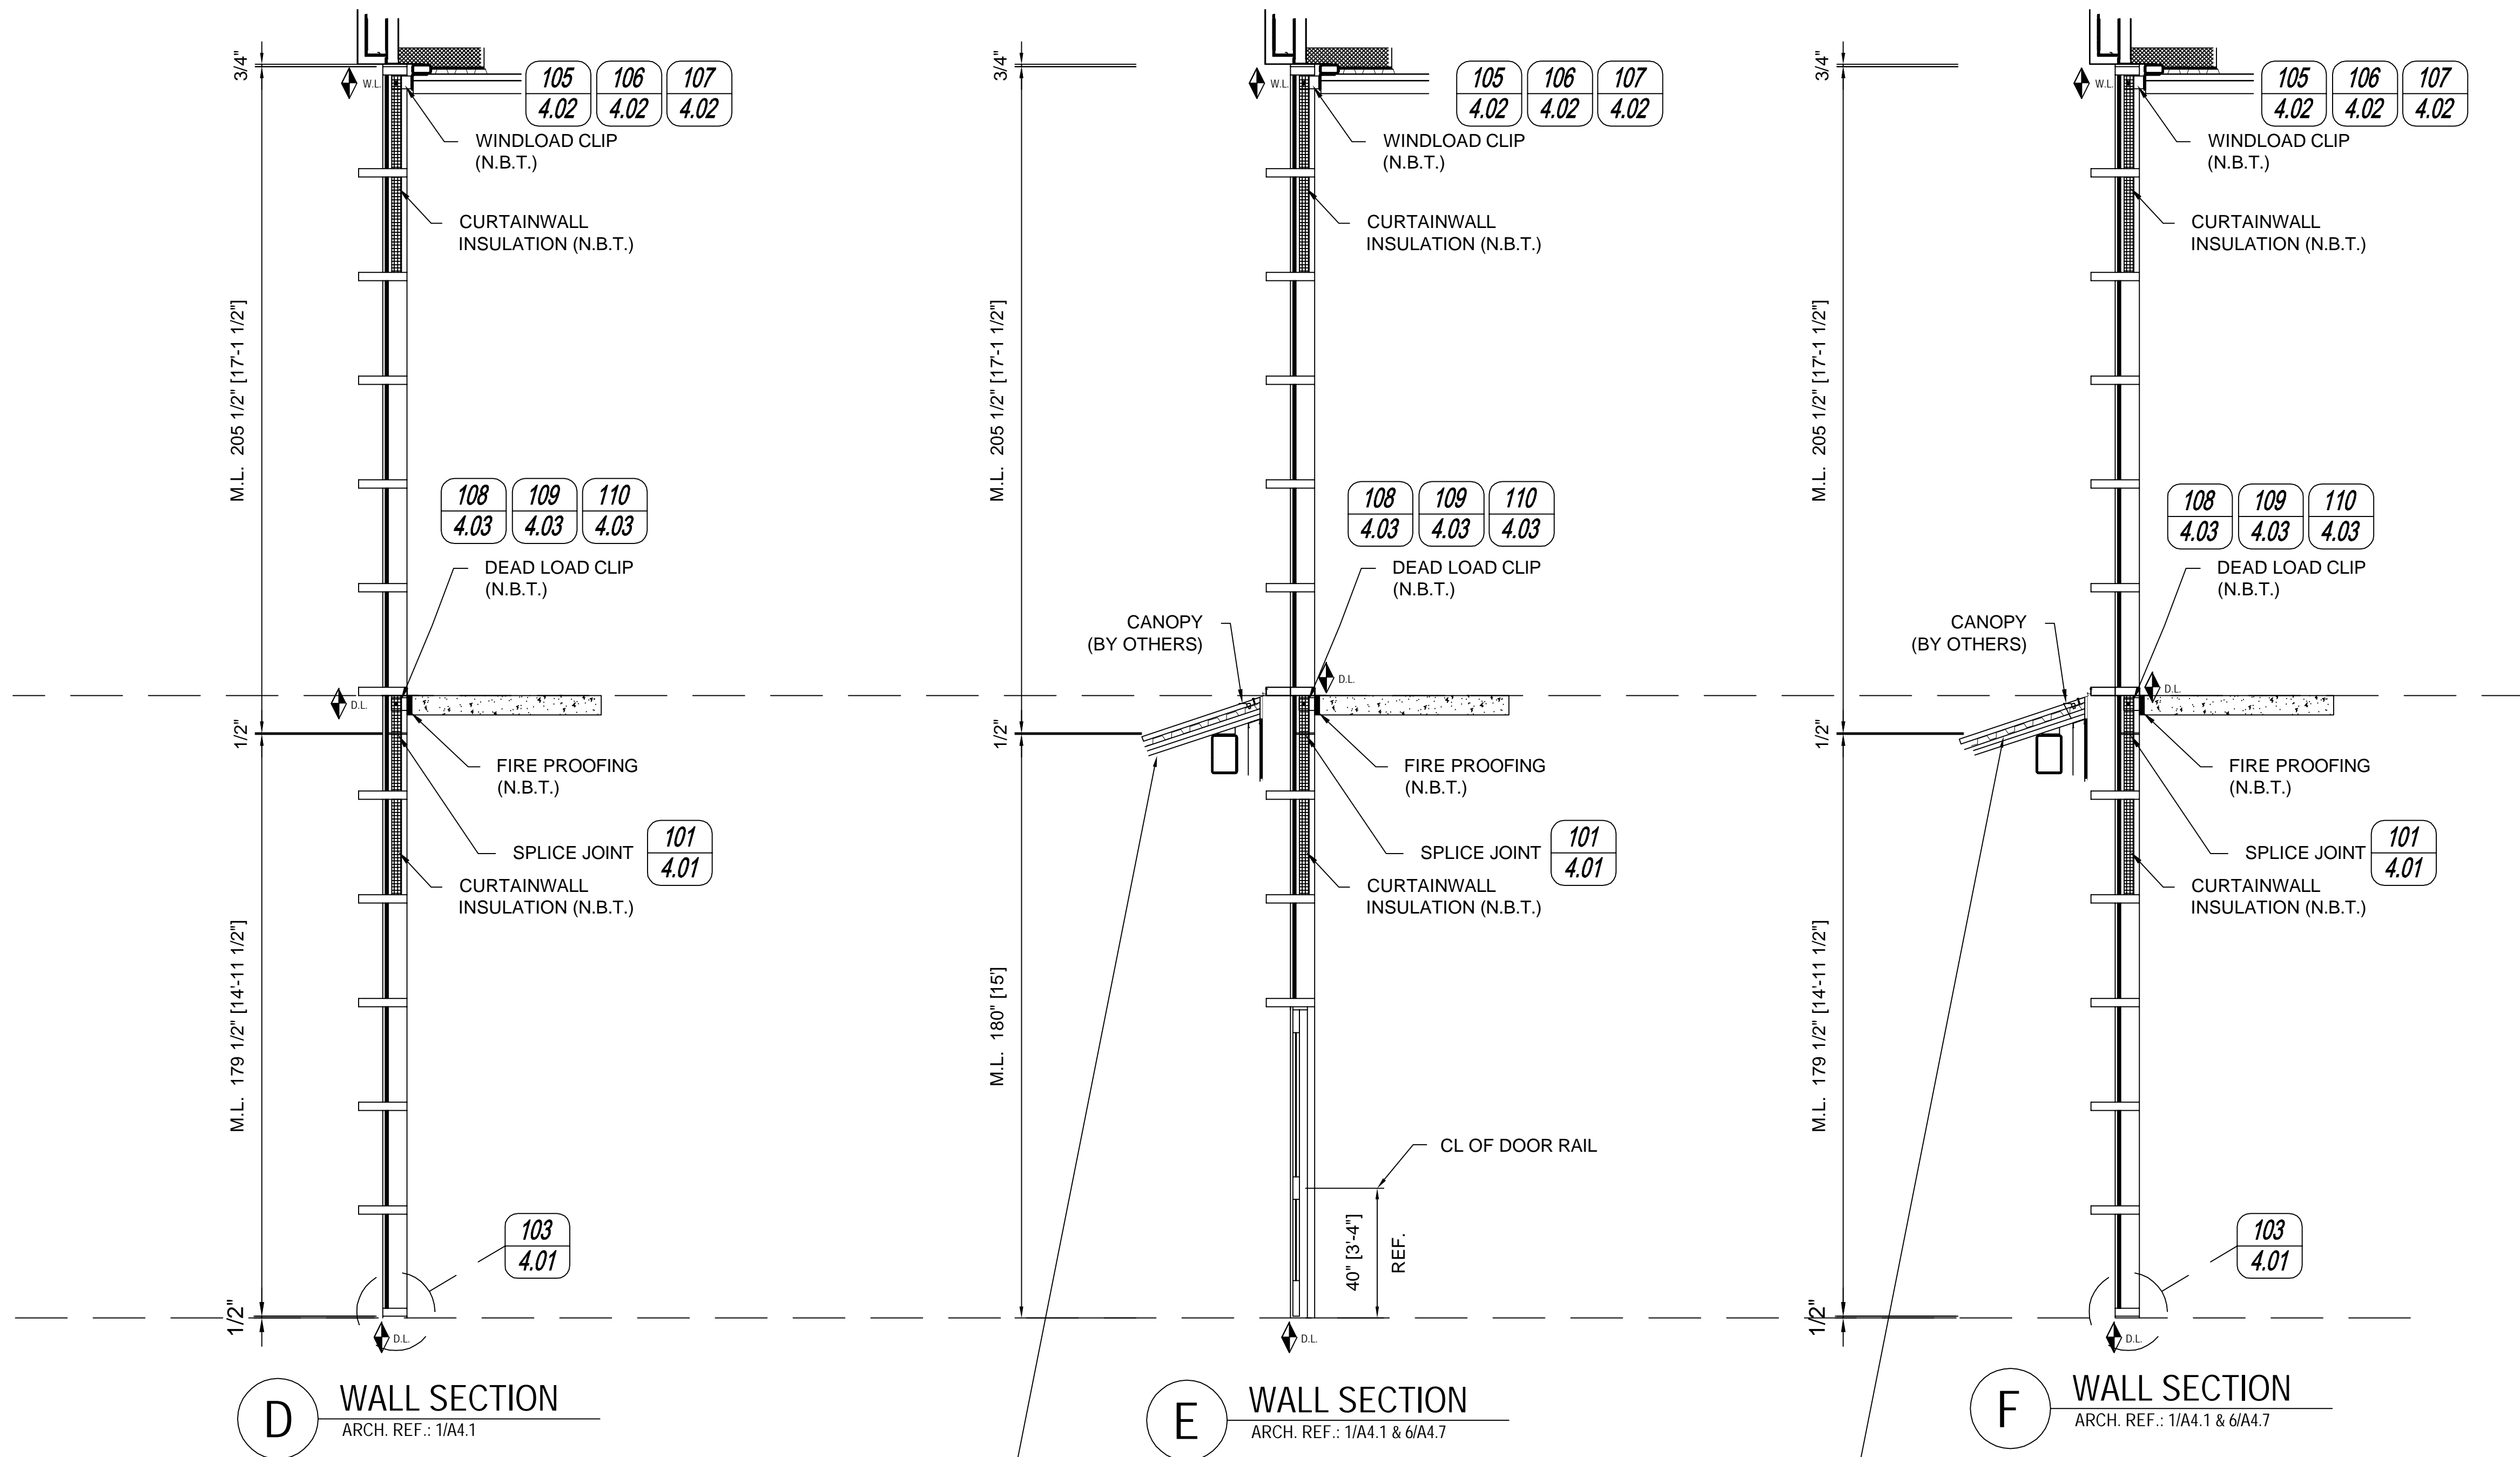 3/4"
W.L.
105 106 107
4.02 4.02 4.02
WINDLOAD CLIP
(N.B.T.)
CURTAINWALL
INSULATION (N.B.T.)
M.L. 205 1/2" [17'-1 1/2"]
108 109 110
4.03 4.03 4.03
DEAD LOAD CLIP
(N.B.T.)
D.L.
1/2"
FIRE PROOFING
(N.B.T.)
SPLICE JOINT
101
4.01
CURTAINWALL
INSULATION (N.B.T.)
M.L. 179 1/2" [14'-11 1/2"]
103
4.01
1/2"
D.L.
D
WALL SECTION
ARCH. REF.: 1/A4.1
3/4"
W.L.
105 106 107
4.02 4.02 4.02
WINDLOAD CLIP
(N.B.T.)
CURTAINWALL
INSULATION (N.B.T.)
M.L. 205 1/2" [17'-1 1/2"]
108 109 110
4.03 4.03 4.03
DEAD LOAD CLIP
(N.B.T.)
CANOPY
(BY OTHERS)
D.L.
1/2"
FIRE PROOFING
(N.B.T.)
SPLICE JOINT
101
4.01
CURTAINWALL
INSULATION (N.B.T.)
M.L. 180" [15']
CL OF DOOR RAIL
40" [3'-4"]
REF.
D.L.
E
WALL SECTION
ARCH. REF.: 1/A4.1 & 6/A4.7
3/4"
W.L.
105 106 107
4.02 4.02 4.02
WINDLOAD CLIP
(N.B.T.)
CURTAINWALL
INSULATION (N.B.T.)
M.L. 205 1/2" [17'-1 1/2"]
108 109 110
4.03 4.03 4.03
DEAD LOAD CLIP
(N.B.T.)
CANOPY
(BY OTHERS)
D.L.
1/2"
FIRE PROOFING
(N.B.T.)
SPLICE JOINT
101
4.01
CURTAINWALL
INSULATION (N.B.T.)
M.L. 179 1/2" [14'-11 1/2"]
103
4.01
1/2"
D.L.
F
WALL SECTION
ARCH. REF.: 1/A4.1 & 6/A4.7